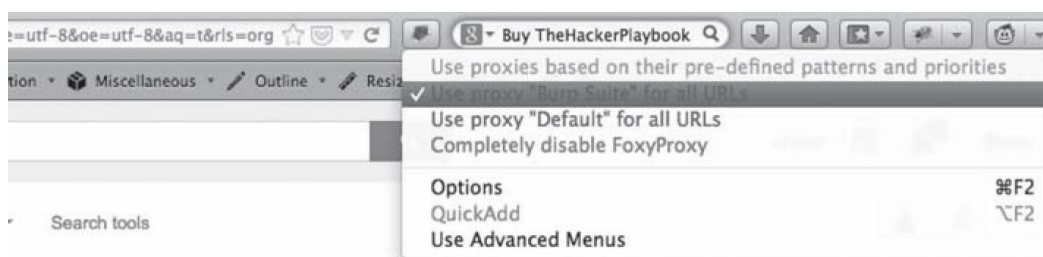 =utf-8&oe=utf-8&aq=t&rls=org
Buy TheHackerPlaybook
tion Miscellaneous Outline Resiz
Use proxies based on their pre-defined patterns and priorities
✓ Use proxy "Burp Suite" for all URLs
Use proxy "Default" for all URLs
Completely disable FoxyProxy
Options ⌘F2
QuickAdd ⌥F2
Search tools
Use Advanced Menus